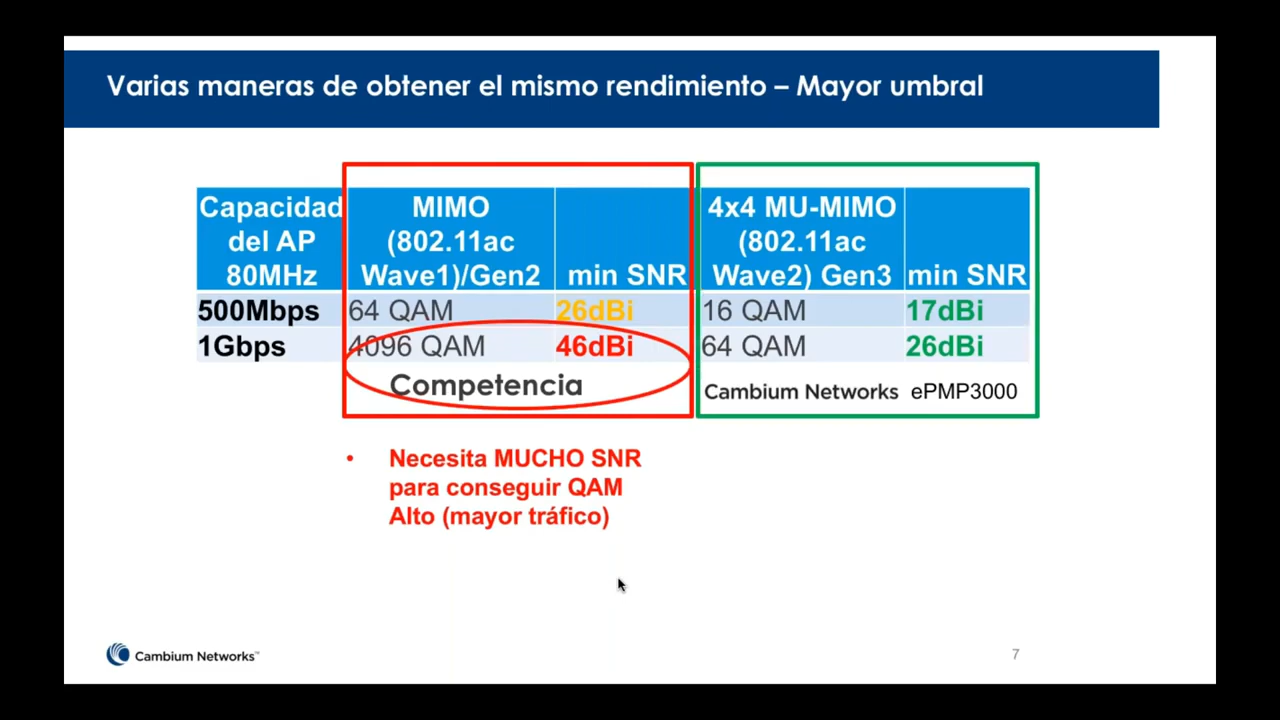 Varias maneras de obtener el mismo rendimiento – Mayor umbral
Capacidad del AP 80MHz
MIMO (802.11ac Wave1)/Gen2
min SNR
4x4 MU-MIMO (802.11ac Wave2) Gen3
min SNR
500Mbps 64 QAM 26dBi 16 QAM 17dBi
1Gbps 4096 QAM 46dBi 64 QAM 26dBi
Competencia
Cambium Networks ePMP3000
• Necesita MUCHO SNR
para conseguir QAM
Alto (mayor tráfico)
Cambium Networks™
7